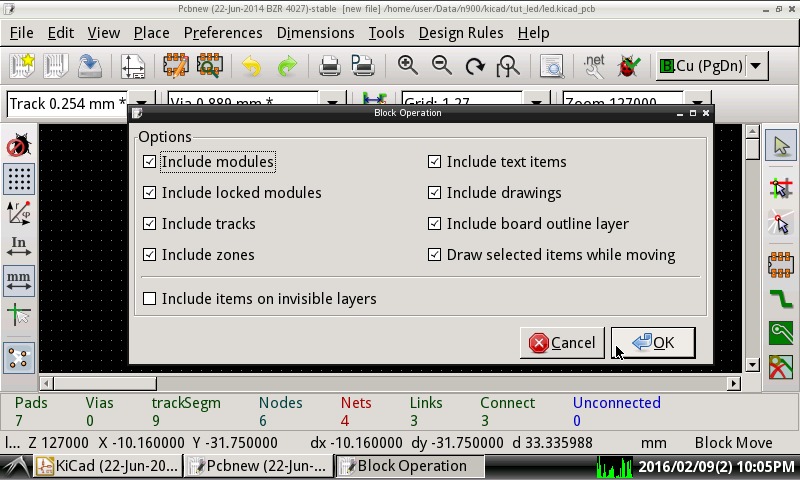 Pcbnew (22-Jun-2014 BZR 4027)-stable [new file] /home/user/Data/n900/kicad/tut_led/led.kicad_pcb
File Edit View Place Preferences Dimensions Tools Design Rules Help
.net B.Cu (PgDn)
Track 0.254 mm * Via 0.889 mm * Grid: 1.27 Zoom 127000
Block Operation
Options
Include modules Include text items
Include locked modules Include drawings
Include tracks Include board outline layer
Include zones Draw selected items while moving
Include items on invisible layers
Cancel OK
In
mm
Pads Vias trackSegm Nodes Nets Links Connect Unconnected
7 0 9 6 4 3 3 0
l... Z 127000 X -10.160000 Y -31.750000 dx -10.160000 dy -31.750000 d 33.335988 mm Block Move
KiCad (22-Jun-20... Pcbnew (22-Jun-... Block Operation 2016/02/09(2) 10:05PM